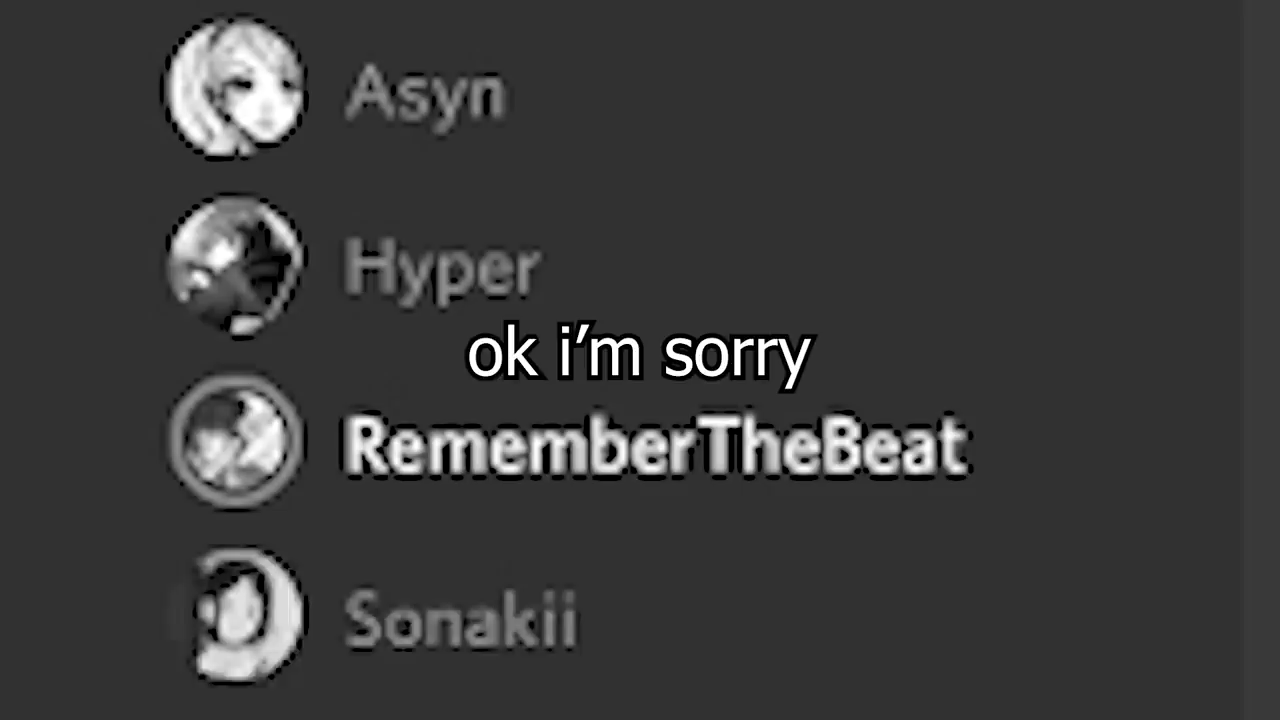 Asyn
Hyper
ok i’m sorry
RememberTheBeat
Sonakii